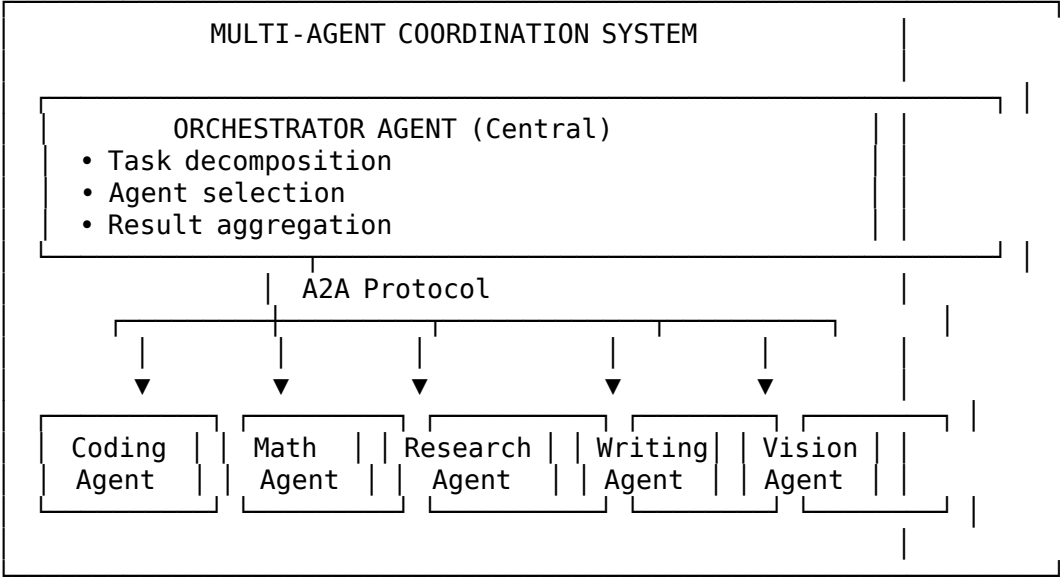 MULTI-AGENT COORDINATION SYSTEM
ORCHESTRATOR AGENT (Central)
• Task decomposition
• Agent selection
• Result aggregation
A2A Protocol
Coding Math Research Writing Vision
Agent Agent Agent Agent Agent